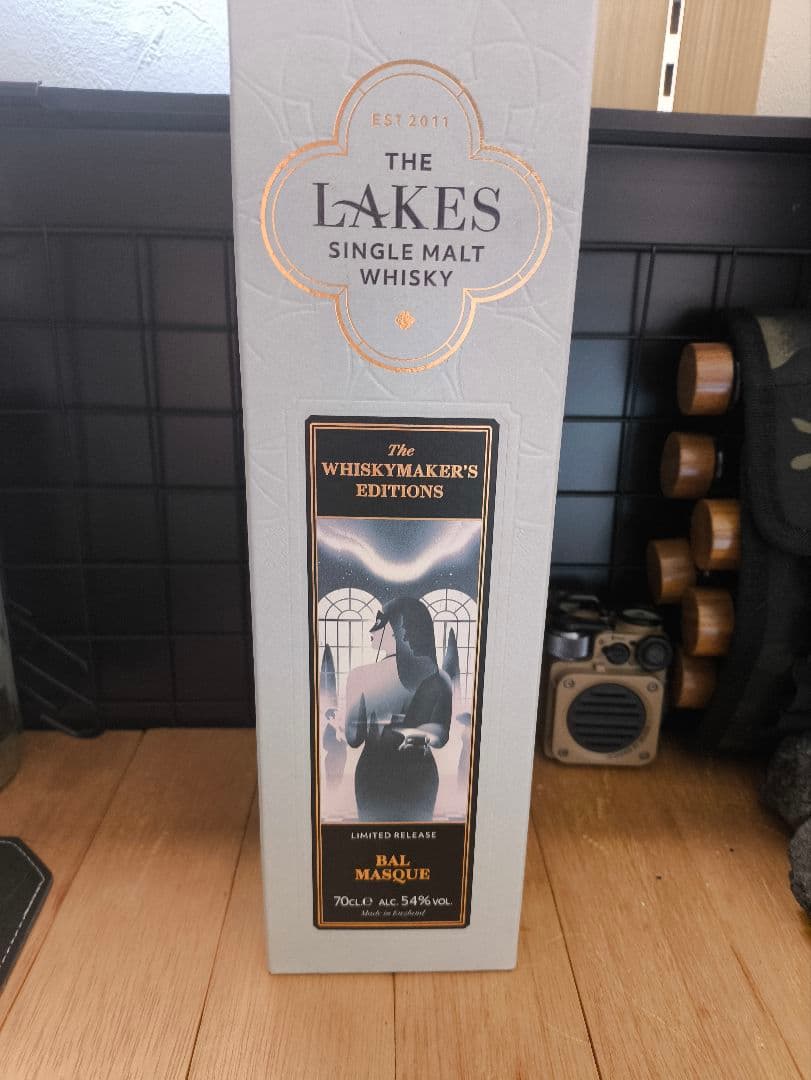 EST 2011
THE
LAKES
SINGLE MALT
WHISKY
The
WHISKYMAKER'S
EDITIONS
LIMITED RELEASE
BAL
MASQUE
70CL.℮ ALC. 54% VOL.
Made in England